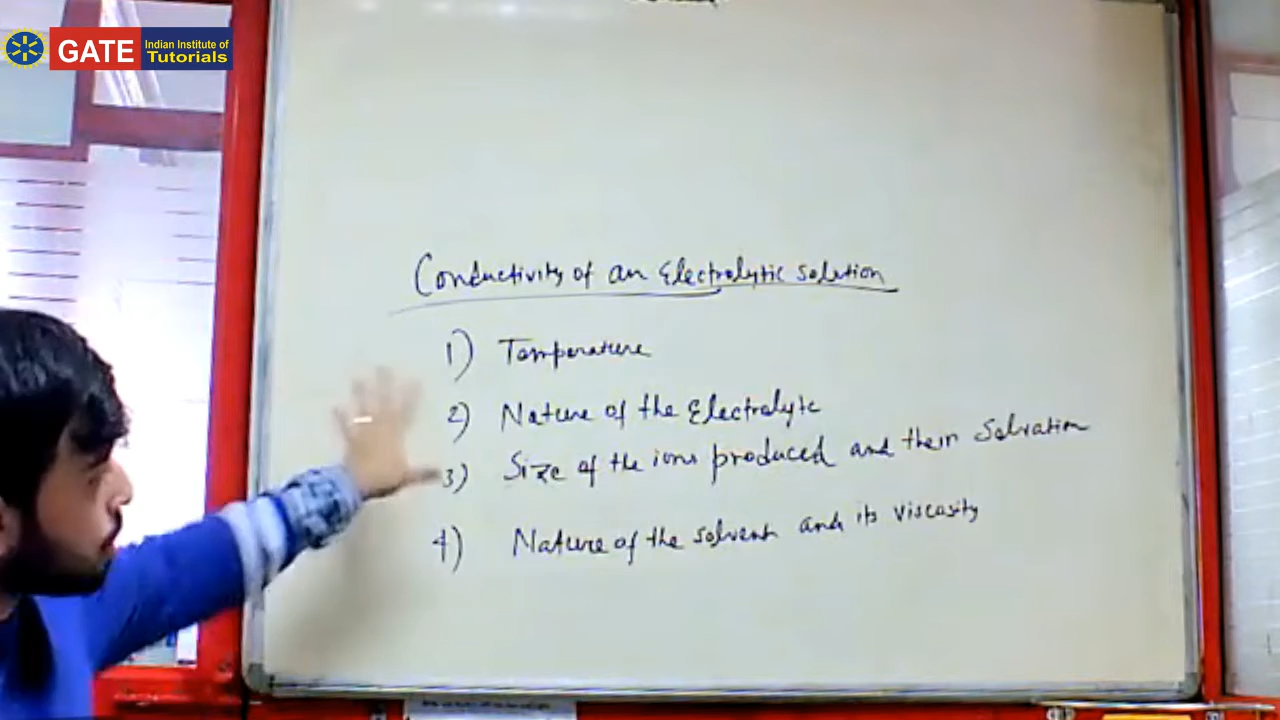 GATE
Indian Institute of
Tutorials
Conductivity of an Electrolytic solution
1) Temperature
2) Nature of the Electrolyte
3) Size of the ions produced and their Solvation
4) Nature of the solvent and its viscosity